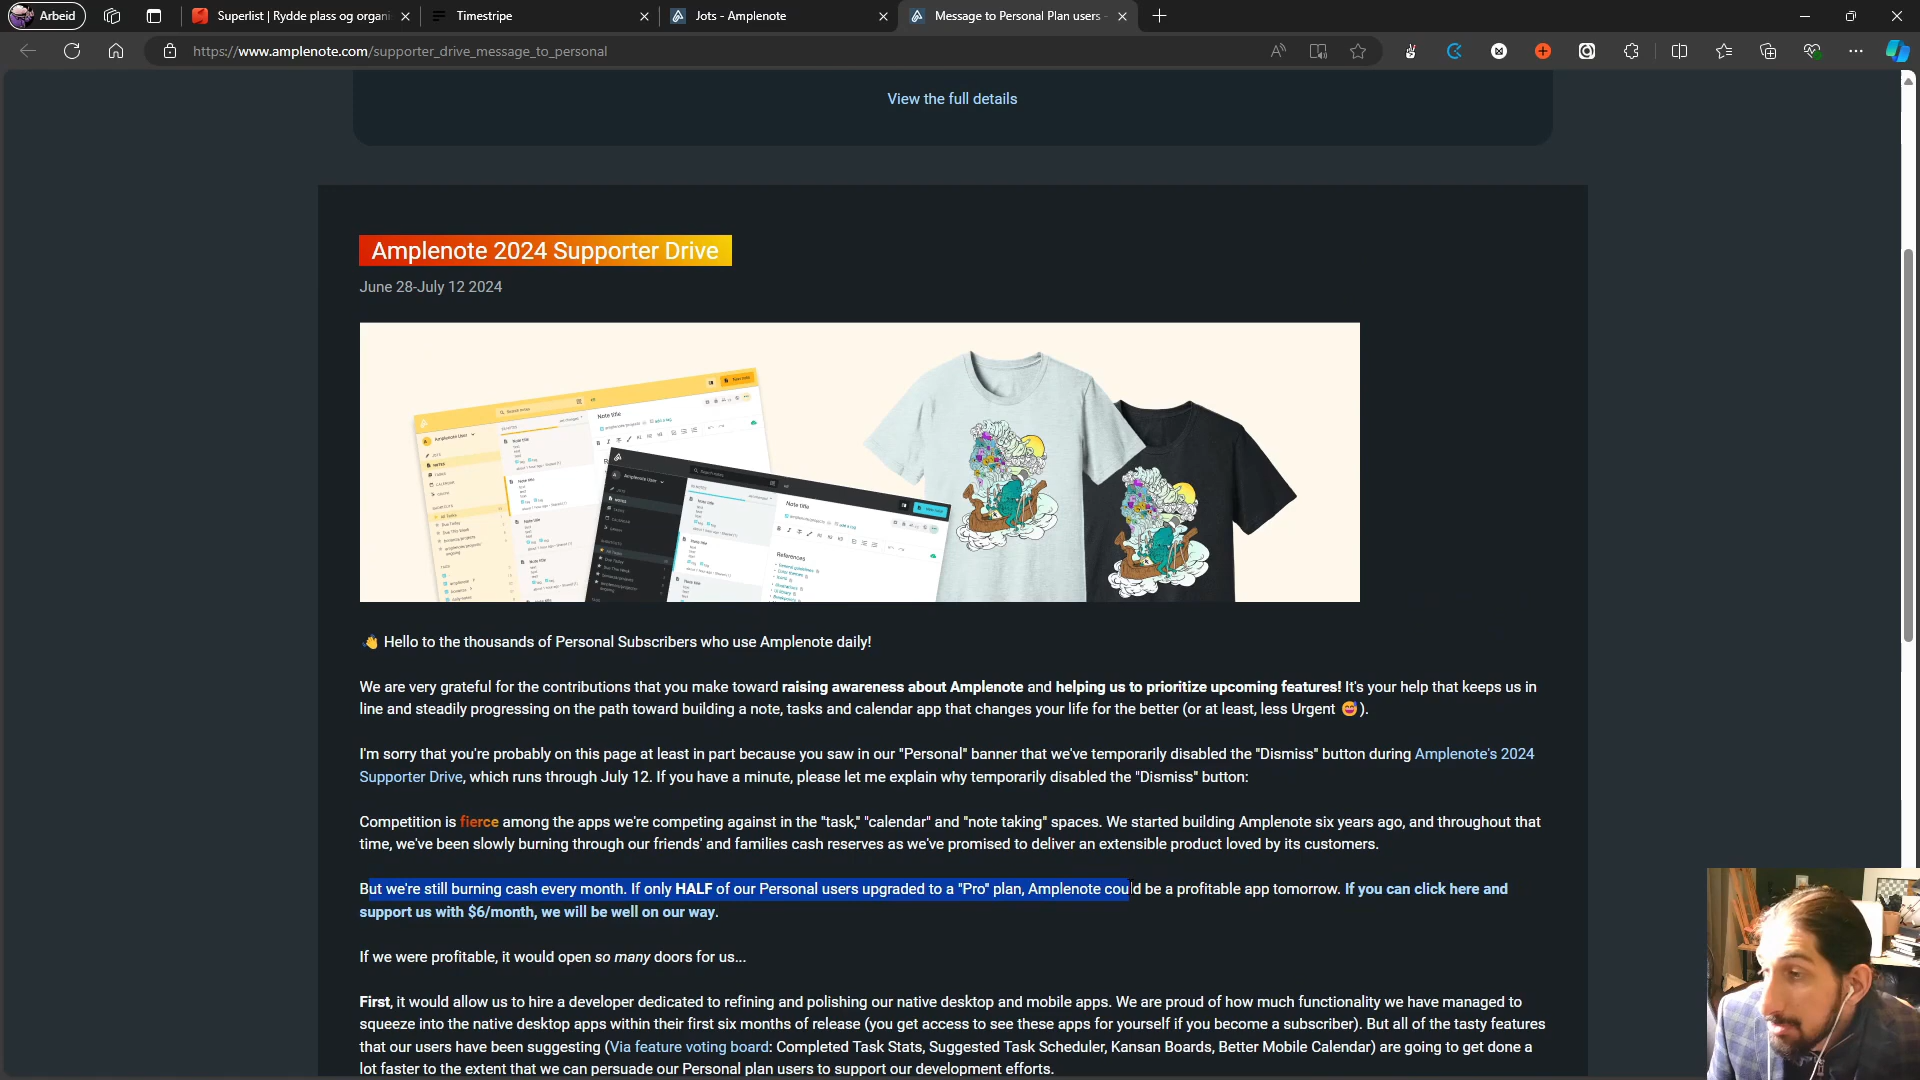 Arbeid
Superlist | Rydde plass og organi
Timestripe
Jots - Amplenote
Message to Personal Plan users -
https://www.amplenote.com/supporter_drive_message_to_personal
View the full details
Amplenote 2024 Supporter Drive
June 28-July 12 2024
Note title
Note title
References
👋 Hello to the thousands of Personal Subscribers who use Amplenote daily!
We are very grateful for the contributions that you make toward raising awareness about Amplenote and helping us to prioritize upcoming features! It's your help that keeps us in
line and steadily progressing on the path toward building a note, tasks and calendar app that changes your life for the better (or at least, less Urgent 😅).
I'm sorry that you're probably on this page at least in part because you saw in our "Personal" banner that we've temporarily disabled the "Dismiss" button during Amplenote's 2024
Supporter Drive, which runs through July 12. If you have a minute, please let me explain why temporarily disabled the "Dismiss" button:
Competition is fierce among the apps we're competing against in the "task," "calendar" and "note taking" spaces. We started building Amplenote six years ago, and throughout that
time, we've been slowly burning through our friends' and families cash reserves as we've promised to deliver an extensible product loved by its customers.
But we're still burning cash every month. If only HALF of our Personal users upgraded to a "Pro" plan, Amplenote could be a profitable app tomorrow. If you can click here and
support us with $6/month, we will be well on our way.
If we were profitable, it would open so many doors for us...
First, it would allow us to hire a developer dedicated to refining and polishing our native desktop and mobile apps. We are proud of how much functionality we have managed to
squeeze into the native desktop apps within their first six months of release (you get access to see these apps for yourself if you become a subscriber). But all of the tasty features
that our users have been suggesting (Via feature voting board: Completed Task Stats, Suggested Task Scheduler, Kansan Boards, Better Mobile Calendar) are going to get done a
lot faster to the extent that we can persuade our Personal plan users to support our development efforts.